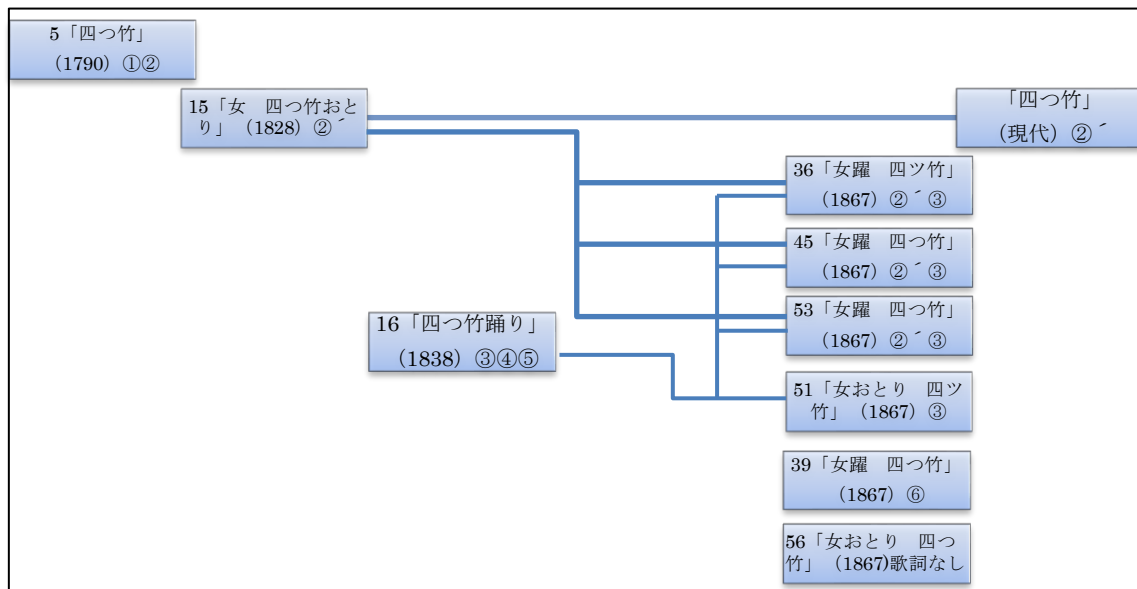 5「四つ竹」
（1790）①②
15「女　四つ竹おと
り」（1828）②´
「四つ竹」
（現代）②´
36「女躍　四ツ竹」
（1867）②´③
45「女躍　四つ竹」
（1867）②´③
16「四つ竹踊り」
（1838）③④⑤
53「女躍　四つ竹」
（1867）②´③
51「女おとり　四ツ
竹」（1867）③
39「女躍　四つ竹」
（1867）⑥
56「女おとり　四つ
竹」（1867)歌詞なし